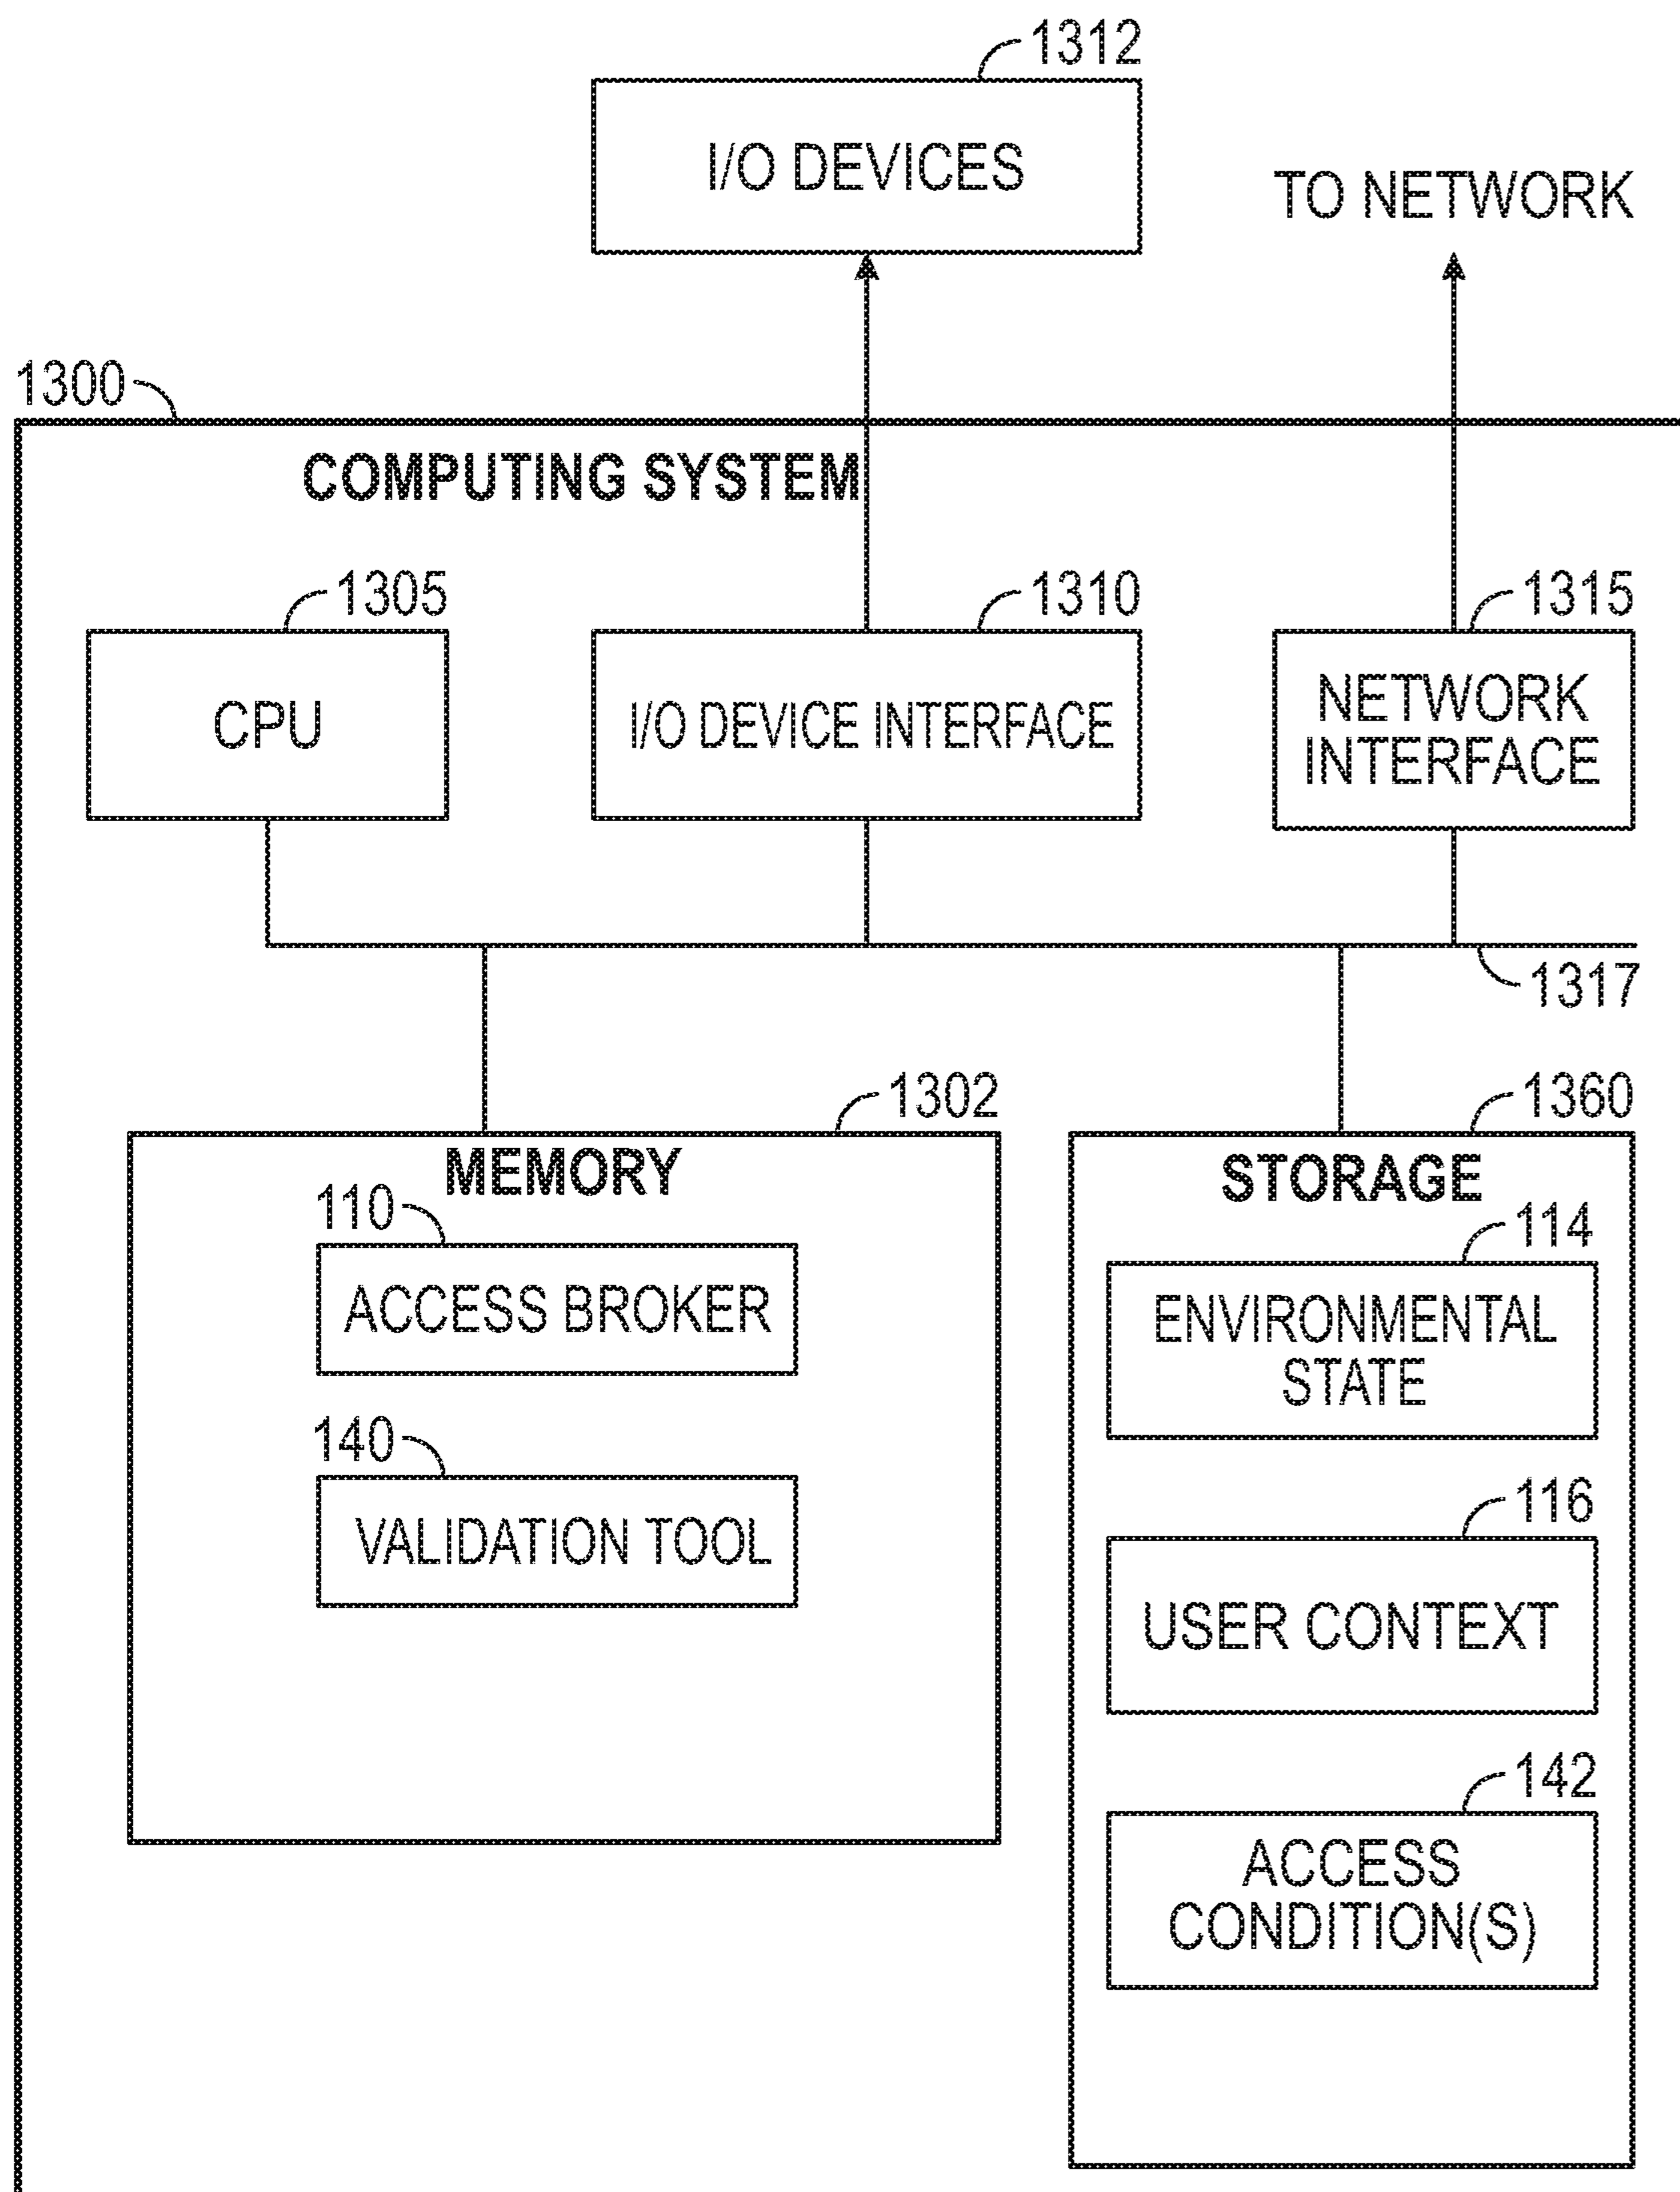 1312
I/O DEVICES
TO NETWORK
1300
COMPUTING SYSTEM
1305
1310
1315
CPU
I/O DEVICE INTERFACE
NETWORK
INTERFACE
1317
1302
1360
MEMORY
110
ACCESS BROKER
140
VALIDATION TOOL
STORAGE
114
ENVIRONMENTAL
STATE
116
USER CONTEXT
142
ACCESS
CONDITION(S)